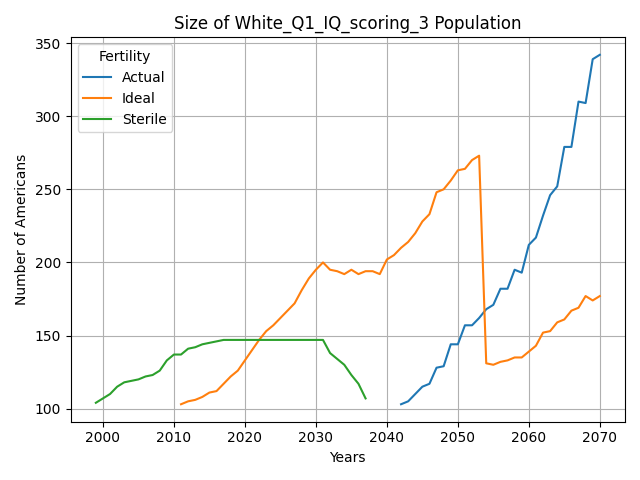 Size of White_Q1_IQ_scoring_3 Population
Fertility
Actual
Ideal
Sterile
Number of Americans
350
300
250
200
150
100
2000 2010 2020 2030 2040 2050 2060 2070
Years